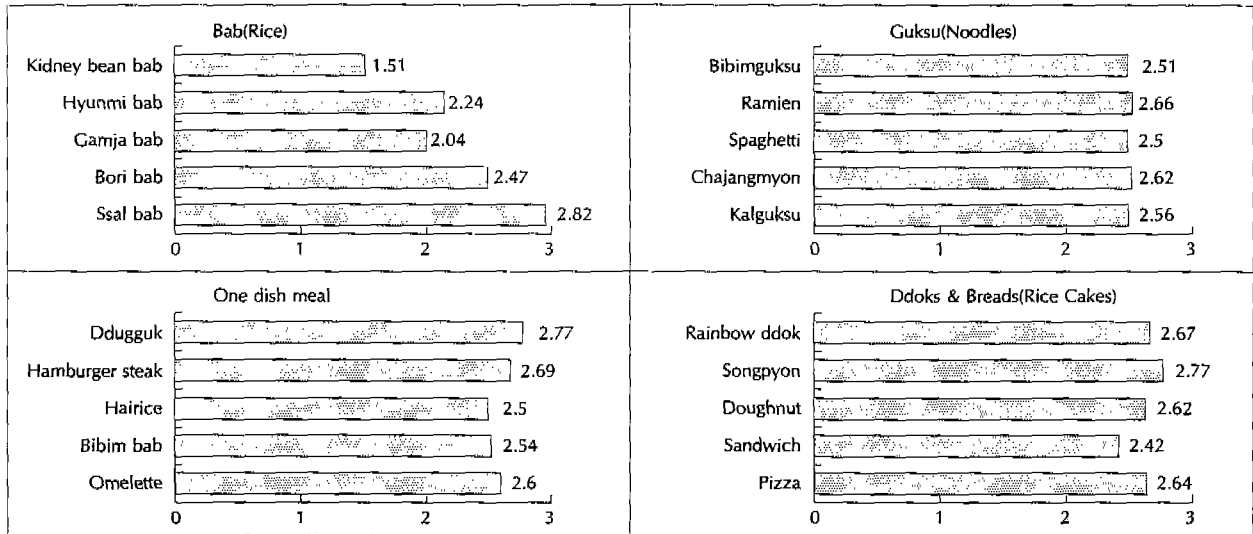 Bab(Rice)
Kidney bean bab 1.51
Hyunmi bab 2.24
Gamja bab 2.04
Bori bab 2.47
Ssal bab 2.82
0 1 2 3
Guksu(Noodles)
Bibimguksu 2.51
Ramien 2.66
Spaghetti 2.5
Chajangmyon 2.62
Kalguksu 2.56
0 1 2 3
One dish meal
Ddugguk 2.77
Hamburger steak 2.69
Hairice 2.5
Bibim bab 2.54
Omelette 2.6
0 1 2 3
Ddoks & Breads(Rice Cakes)
Rainbow ddok 2.67
Songpyon 2.77
Doughnut 2.62
Sandwich 2.42
Pizza 2.64
0 1 2 3